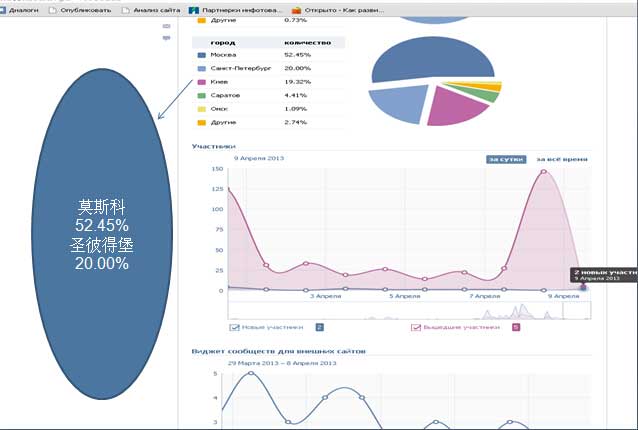 Диалоги Опубликовать Анализ сайта Партнерки инфотова... Открыто - Как разви...
Другие 0.73%
город количество
Москва 52.45%
Санкт-Петербург 20.00%
Киев 19.32%
Саратов 4.41%
Омск 1.09%
Другие 2.74%
莫斯科
52.45%
圣彼得堡
20.00%
Участники
9 Апреля 2013 за сутки за всё время
150
125
100
75
50
25
0
3 Апреля 5 Апреля 7 Апреля 9 Апреля
2 новых участн
9 Апреля 2013
Новые участники 2 Вышедшие участники 5
Виджет сообществ для внешних сайтов
29 Марта 2013 – 8 Апреля 2013
5
4
3